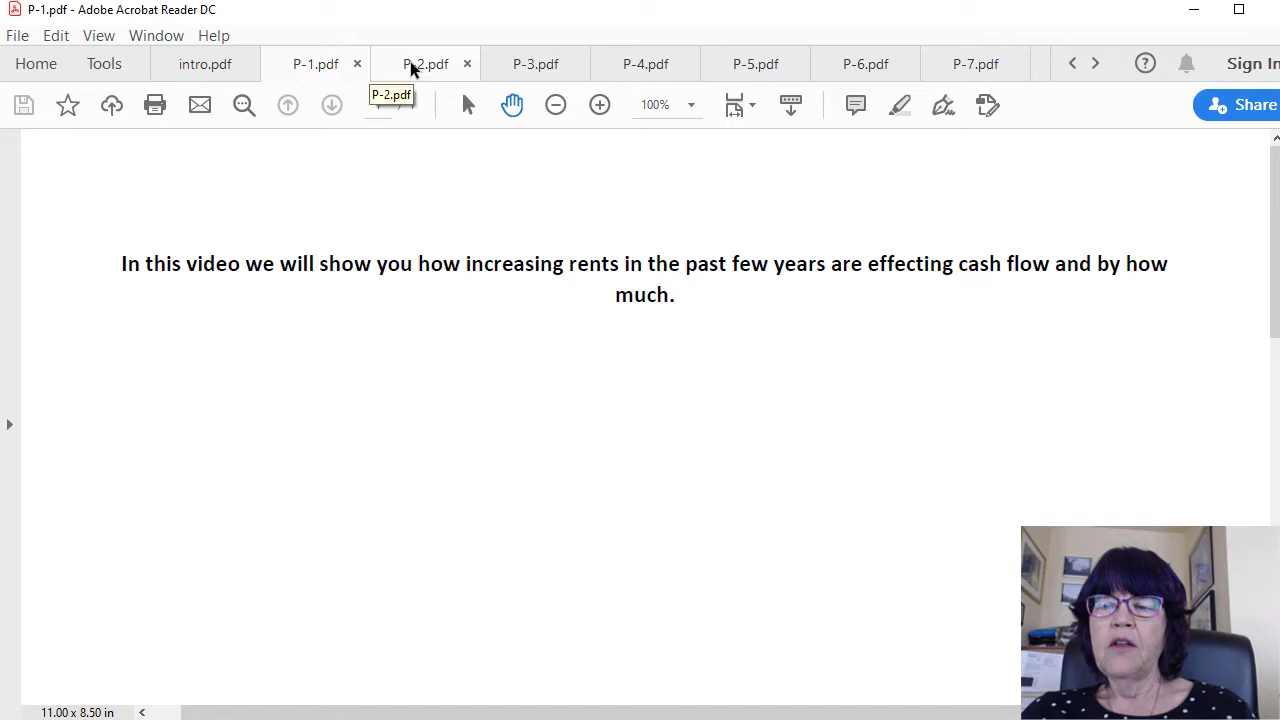 P-1.pdf - Adobe Acrobat Reader DC
File Edit View Window Help
Home Tools intro.pdf P-1.pdf P-2.pdf P-3.pdf P-4.pdf P-5.pdf P-6.pdf P-7.pdf Sign In
P-2.pdf
100%
Share
In this video we will show you how increasing rents in the past few years are effecting cash flow and by how
much.
11.00 x 8.50 in